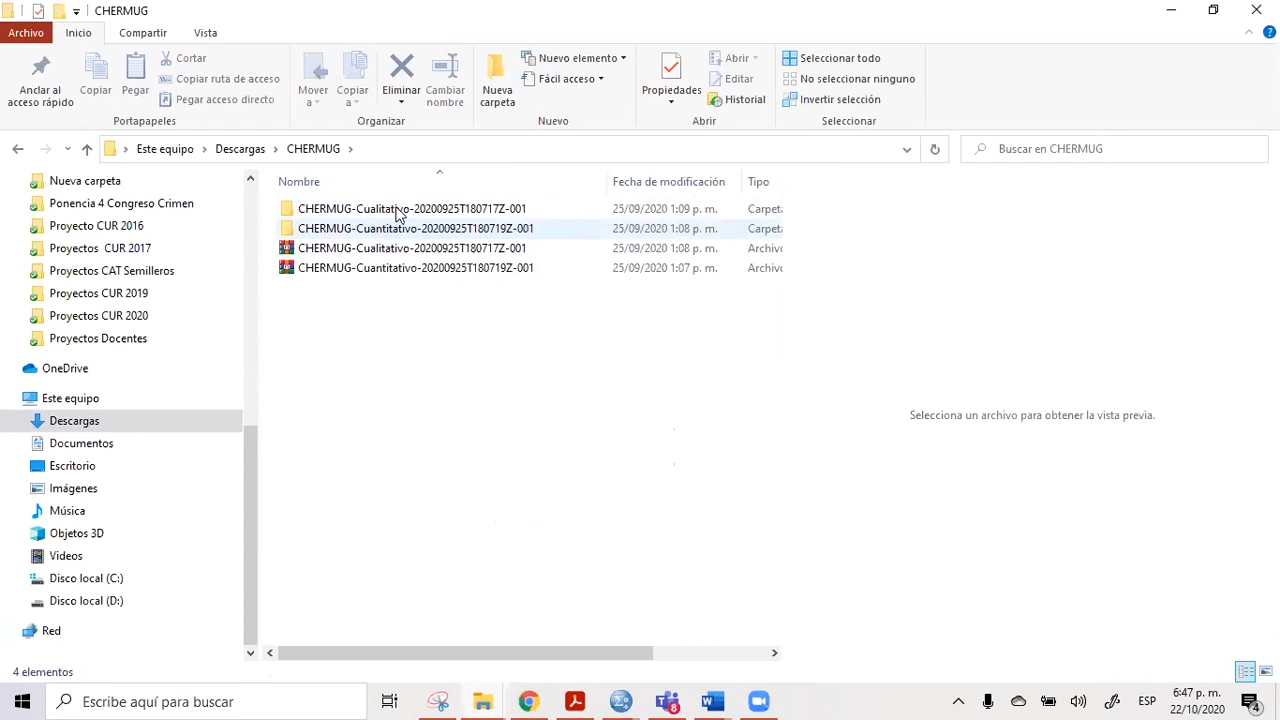 CHERMUG
Archivo Inicio Compartir Vista
Anclar al acceso rápido
Copiar
Pegar
Cortar
Copiar ruta de acceso
Pegar acceso directo
Portapapeles
Mover a
Copiar a
Eliminar
Cambiar nombre
Organizar
Nueva carpeta
Nuevo elemento
Fácil acceso
Nuevo
Propiedades
Abrir
Editar
Historial
Abrir
Seleccionar todo
No seleccionar ninguno
Invertir selección
Seleccionar
Este equipo > Descargas > CHERMUG >
Buscar en CHERMUG
Nueva carpeta
Ponencia 4 Congreso Crimen
Proyecto CUR 2016
Proyectos CUR 2017
Proyectos CAT Semilleros
Proyectos CUR 2019
Proyectos CUR 2020
Proyectos Docentes
OneDrive
Este equipo
Descargas
Documentos
Escritorio
Imágenes
Música
Objetos 3D
Videos
Disco local (C:)
Disco local (D:)
Red
Nombre Fecha de modificación Tipo
CHERMUG-Cualitativo-20200925T180717Z-001 25/09/2020 1:09 p. m. Carpeta
CHERMUG-Cuantitativo-20200925T180719Z-001 25/09/2020 1:08 p. m. Carpeta
CHERMUG-Cualitativo-20200925T180717Z-001 25/09/2020 1:08 p. m. Archivo
CHERMUG-Cuantitativo-20200925T180719Z-001 25/09/2020 1:07 p. m. Archivo
Selecciona un archivo para obtener la vista previa.
4 elementos
Escribe aquí para buscar
8
ESP
6:47 p. m.
22/10/2020
4